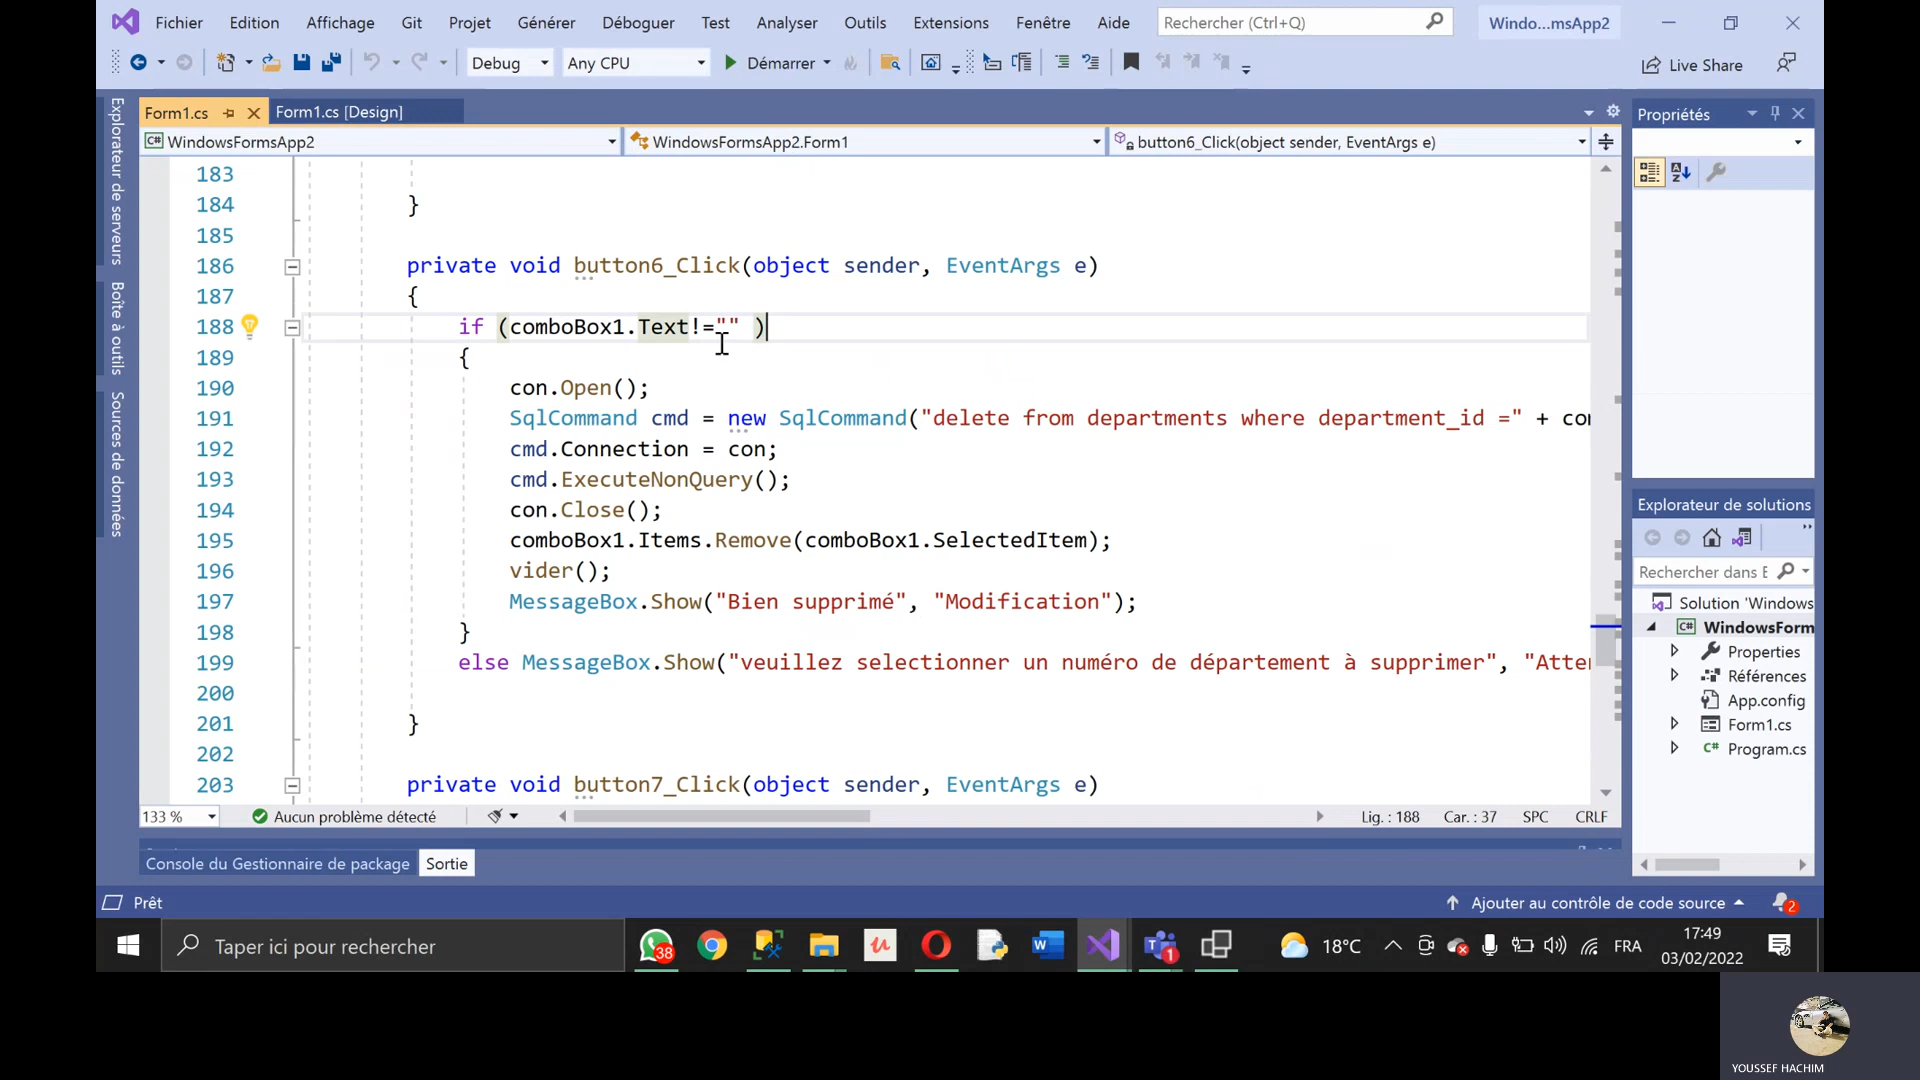 Fichier Edition Affichage Git Projet Générer Déboguer Test Analyser Outils Extensions Fenêtre Aide Rechercher (Ctrl+Q) Windo...msApp2
Debug Any CPU Démarrer Live Share
Explorateur de serveurs
Boîte à outils
Sources de données
Form1.cs Form1.cs [Design]
WindowsFormsApp2 WindowsFormsApp2.Form1 button6_Click(object sender, EventArgs e)
183
184 }
185
186 private void button6_Click(object sender, EventArgs e)
187 {
188 if (comboBox1.Text!="" )
189 {
190 con.Open();
191 SqlCommand cmd = new SqlCommand("delete from departments where department_id =" + con
192 cmd.Connection = con;
193 cmd.ExecuteNonQuery();
194 con.Close();
195 comboBox1.Items.Remove(comboBox1.SelectedItem);
196 vider();
197 MessageBox.Show("Bien supprimé", "Modification");
198 }
199 else MessageBox.Show("veuillez selectionner un numéro de département à supprimer", "Atten
200
201 }
202
203 private void button7_Click(object sender, EventArgs e)
133 % Aucun problème détecté Lig. : 188 Car. : 37 SPC CRLF
Console du Gestionnaire de package Sortie
Propriétés
Explorateur de solutions
Rechercher dans E
Solution 'Windows
C# WindowsForm
Properties
Références
App.config
Form1.cs
C# Program.cs
Prêt Ajouter au contrôle de code source 2
Taper ici pour rechercher 38 1 18°C FRA 17:49
03/02/2022
YOUSSEF HACHIM